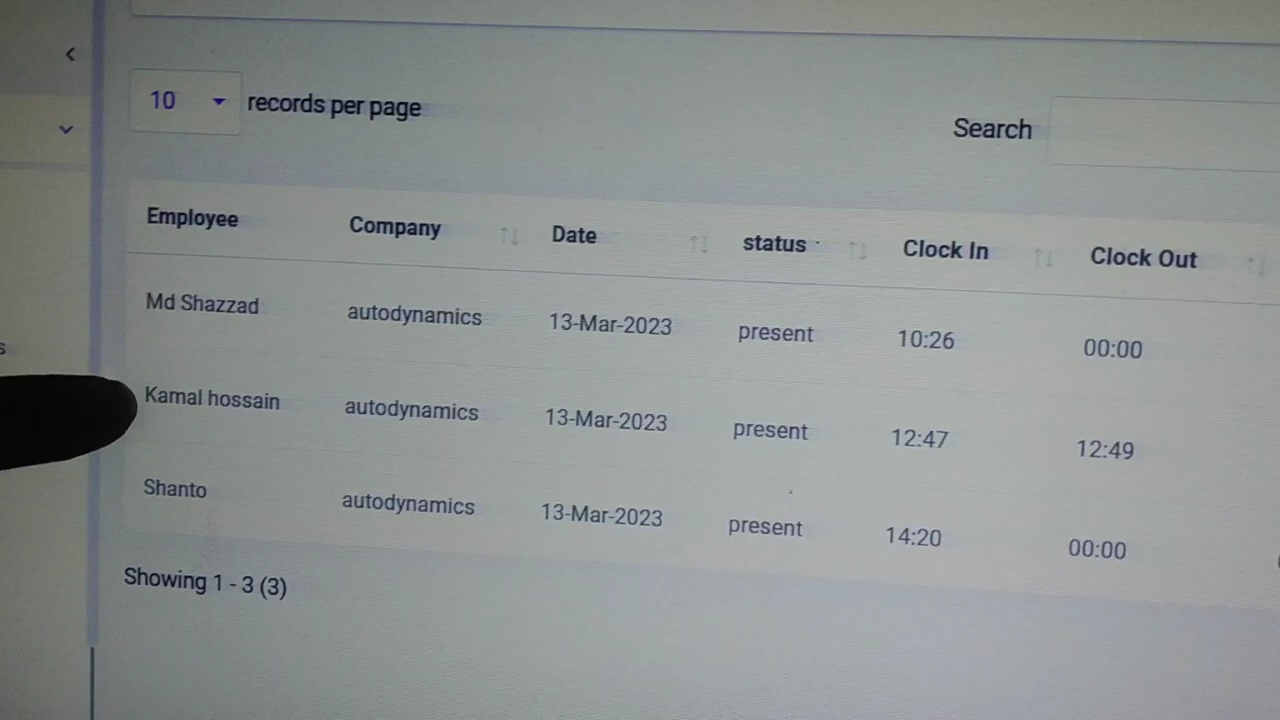 10 records per page
Search
Employee Company Date status Clock In Clock Out
Md Shazzad autodynamics 13-Mar-2023 present 10:26 00:00
Kamal hossain autodynamics 13-Mar-2023 present 12:47 12:49
Shanto autodynamics 13-Mar-2023 present 14:20 00:00
Showing 1 - 3 (3)